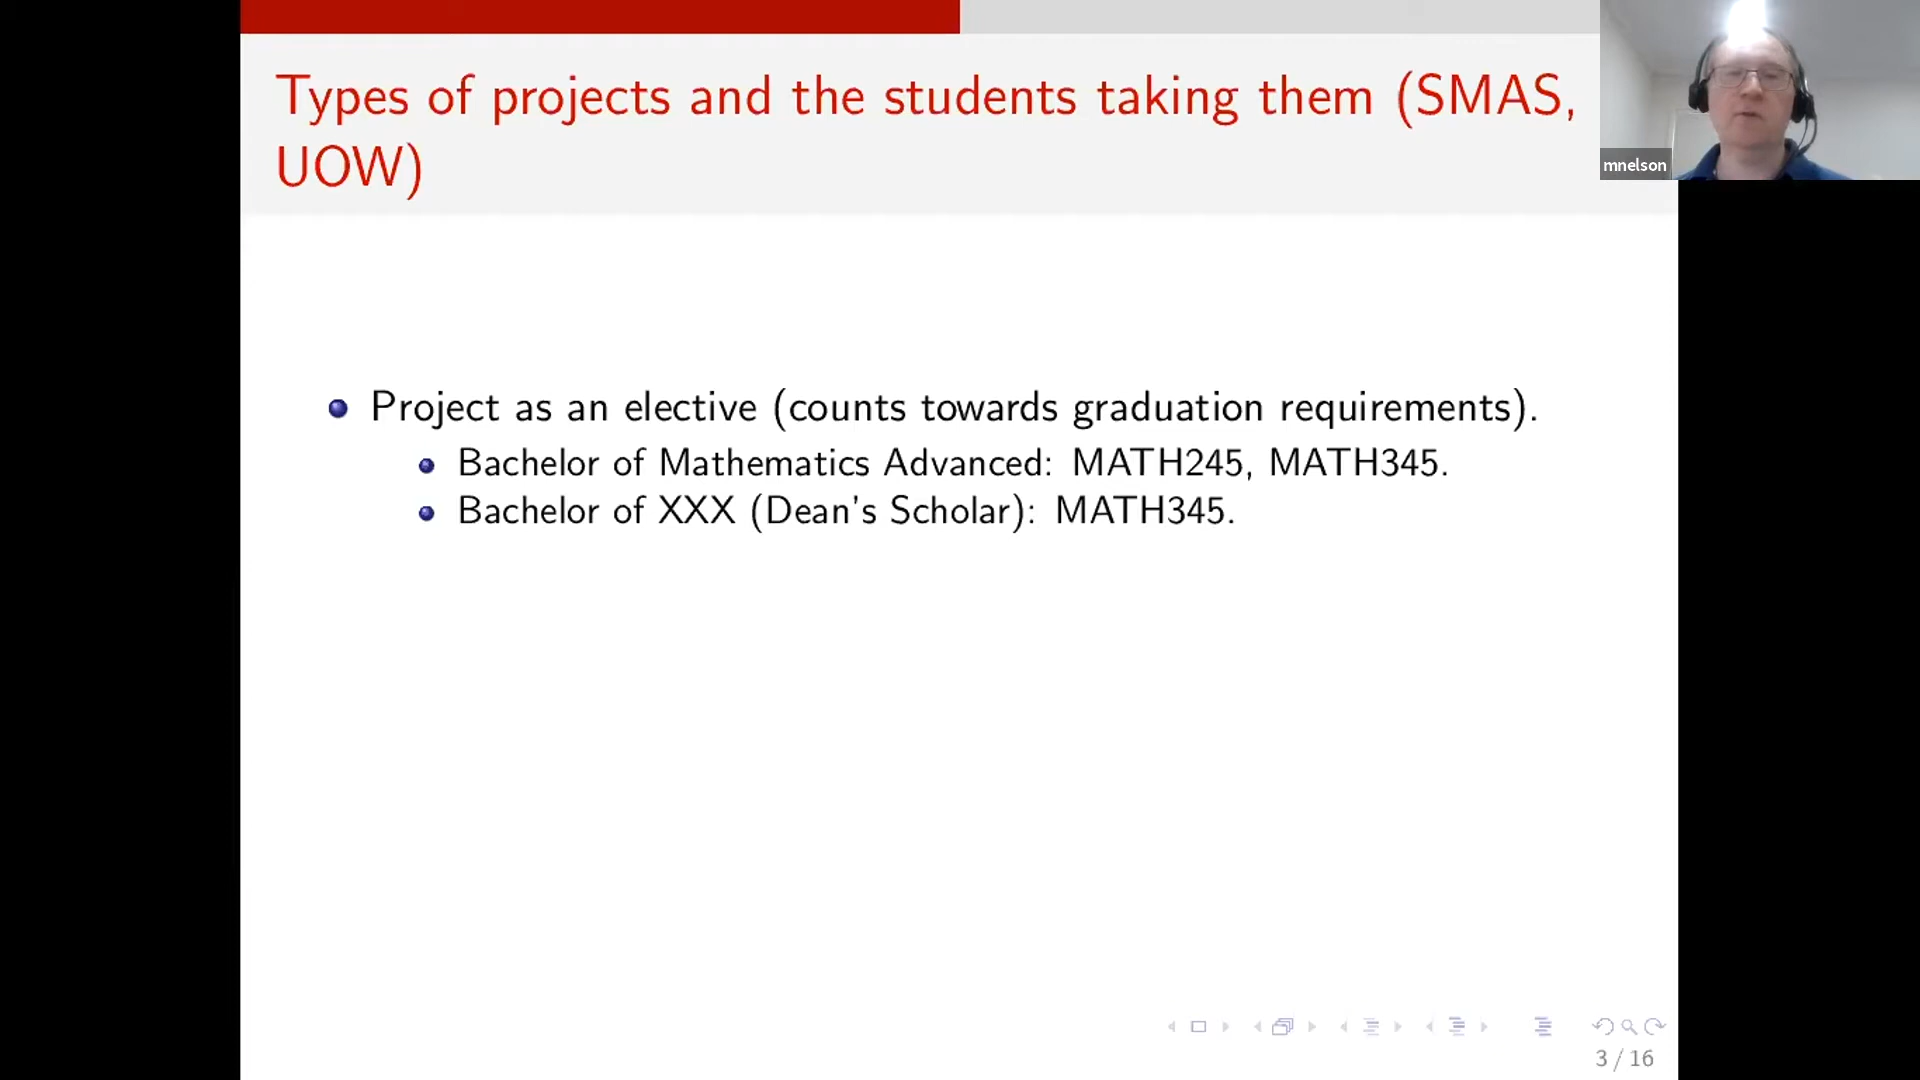 Types of projects and the students taking them (SMAS,
UOW)
mnelson
Project as an elective (counts towards graduation requirements).
Bachelor of Mathematics Advanced: MATH245, MATH345.
Bachelor of XXX (Dean's Scholar): MATH345.
3 / 16